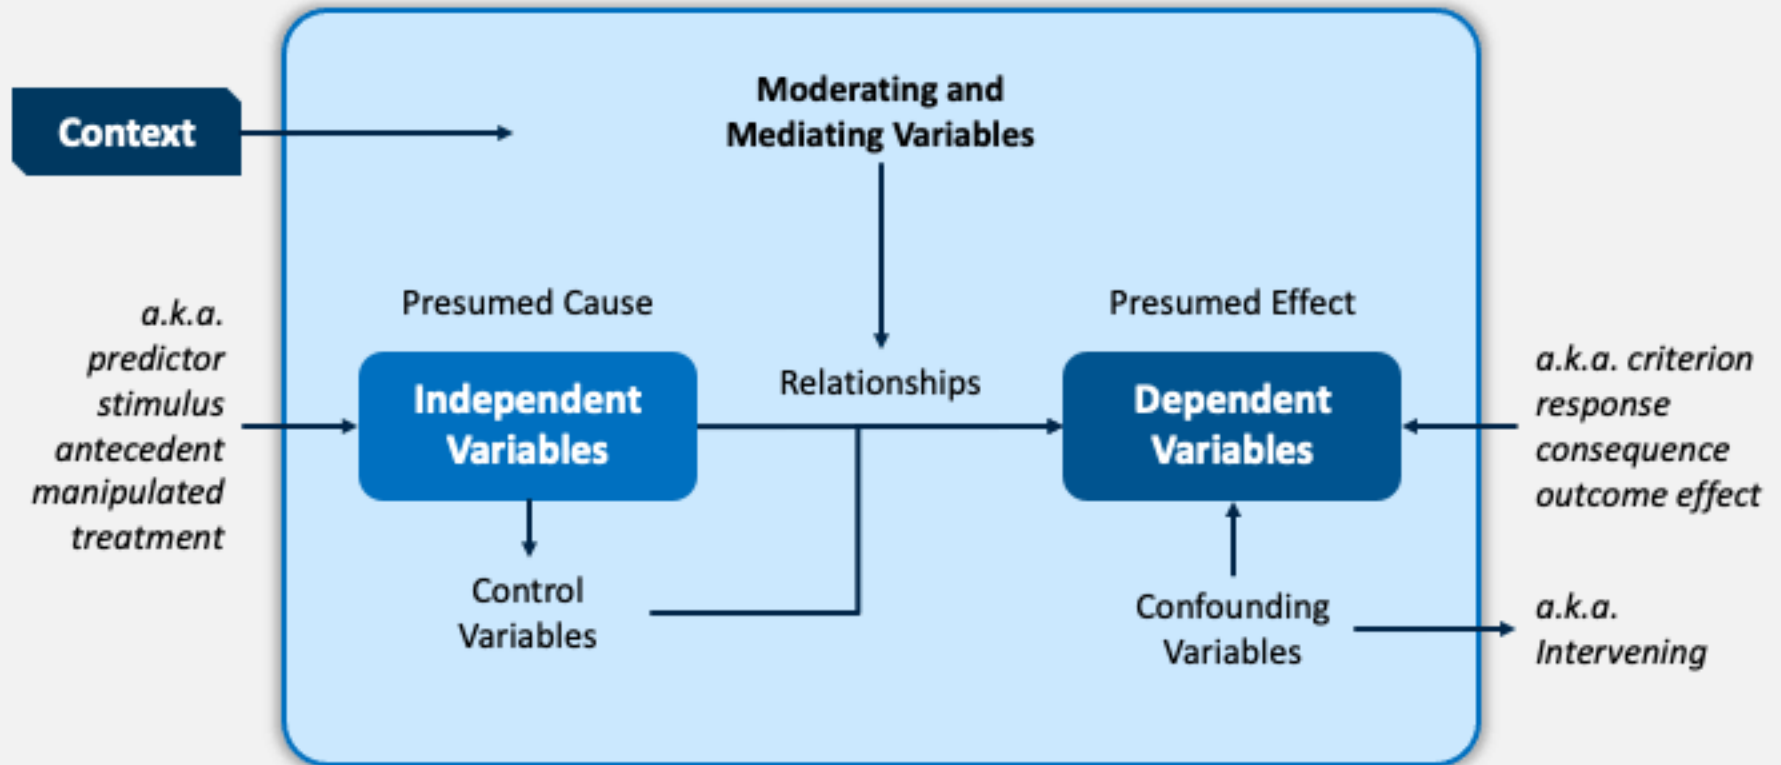 Moderating and
Mediating Variables
Context
Presumed Cause
Presumed Effect
a.k.a.
predictor
stimulus
antecedent
manipulated
treatment
Independent
Variables
Relationships
Dependent
Variables
a.k.a. criterion
response
consequence
outcome effect
Control
Variables
Confounding
Variables
a.k.a.
Intervening